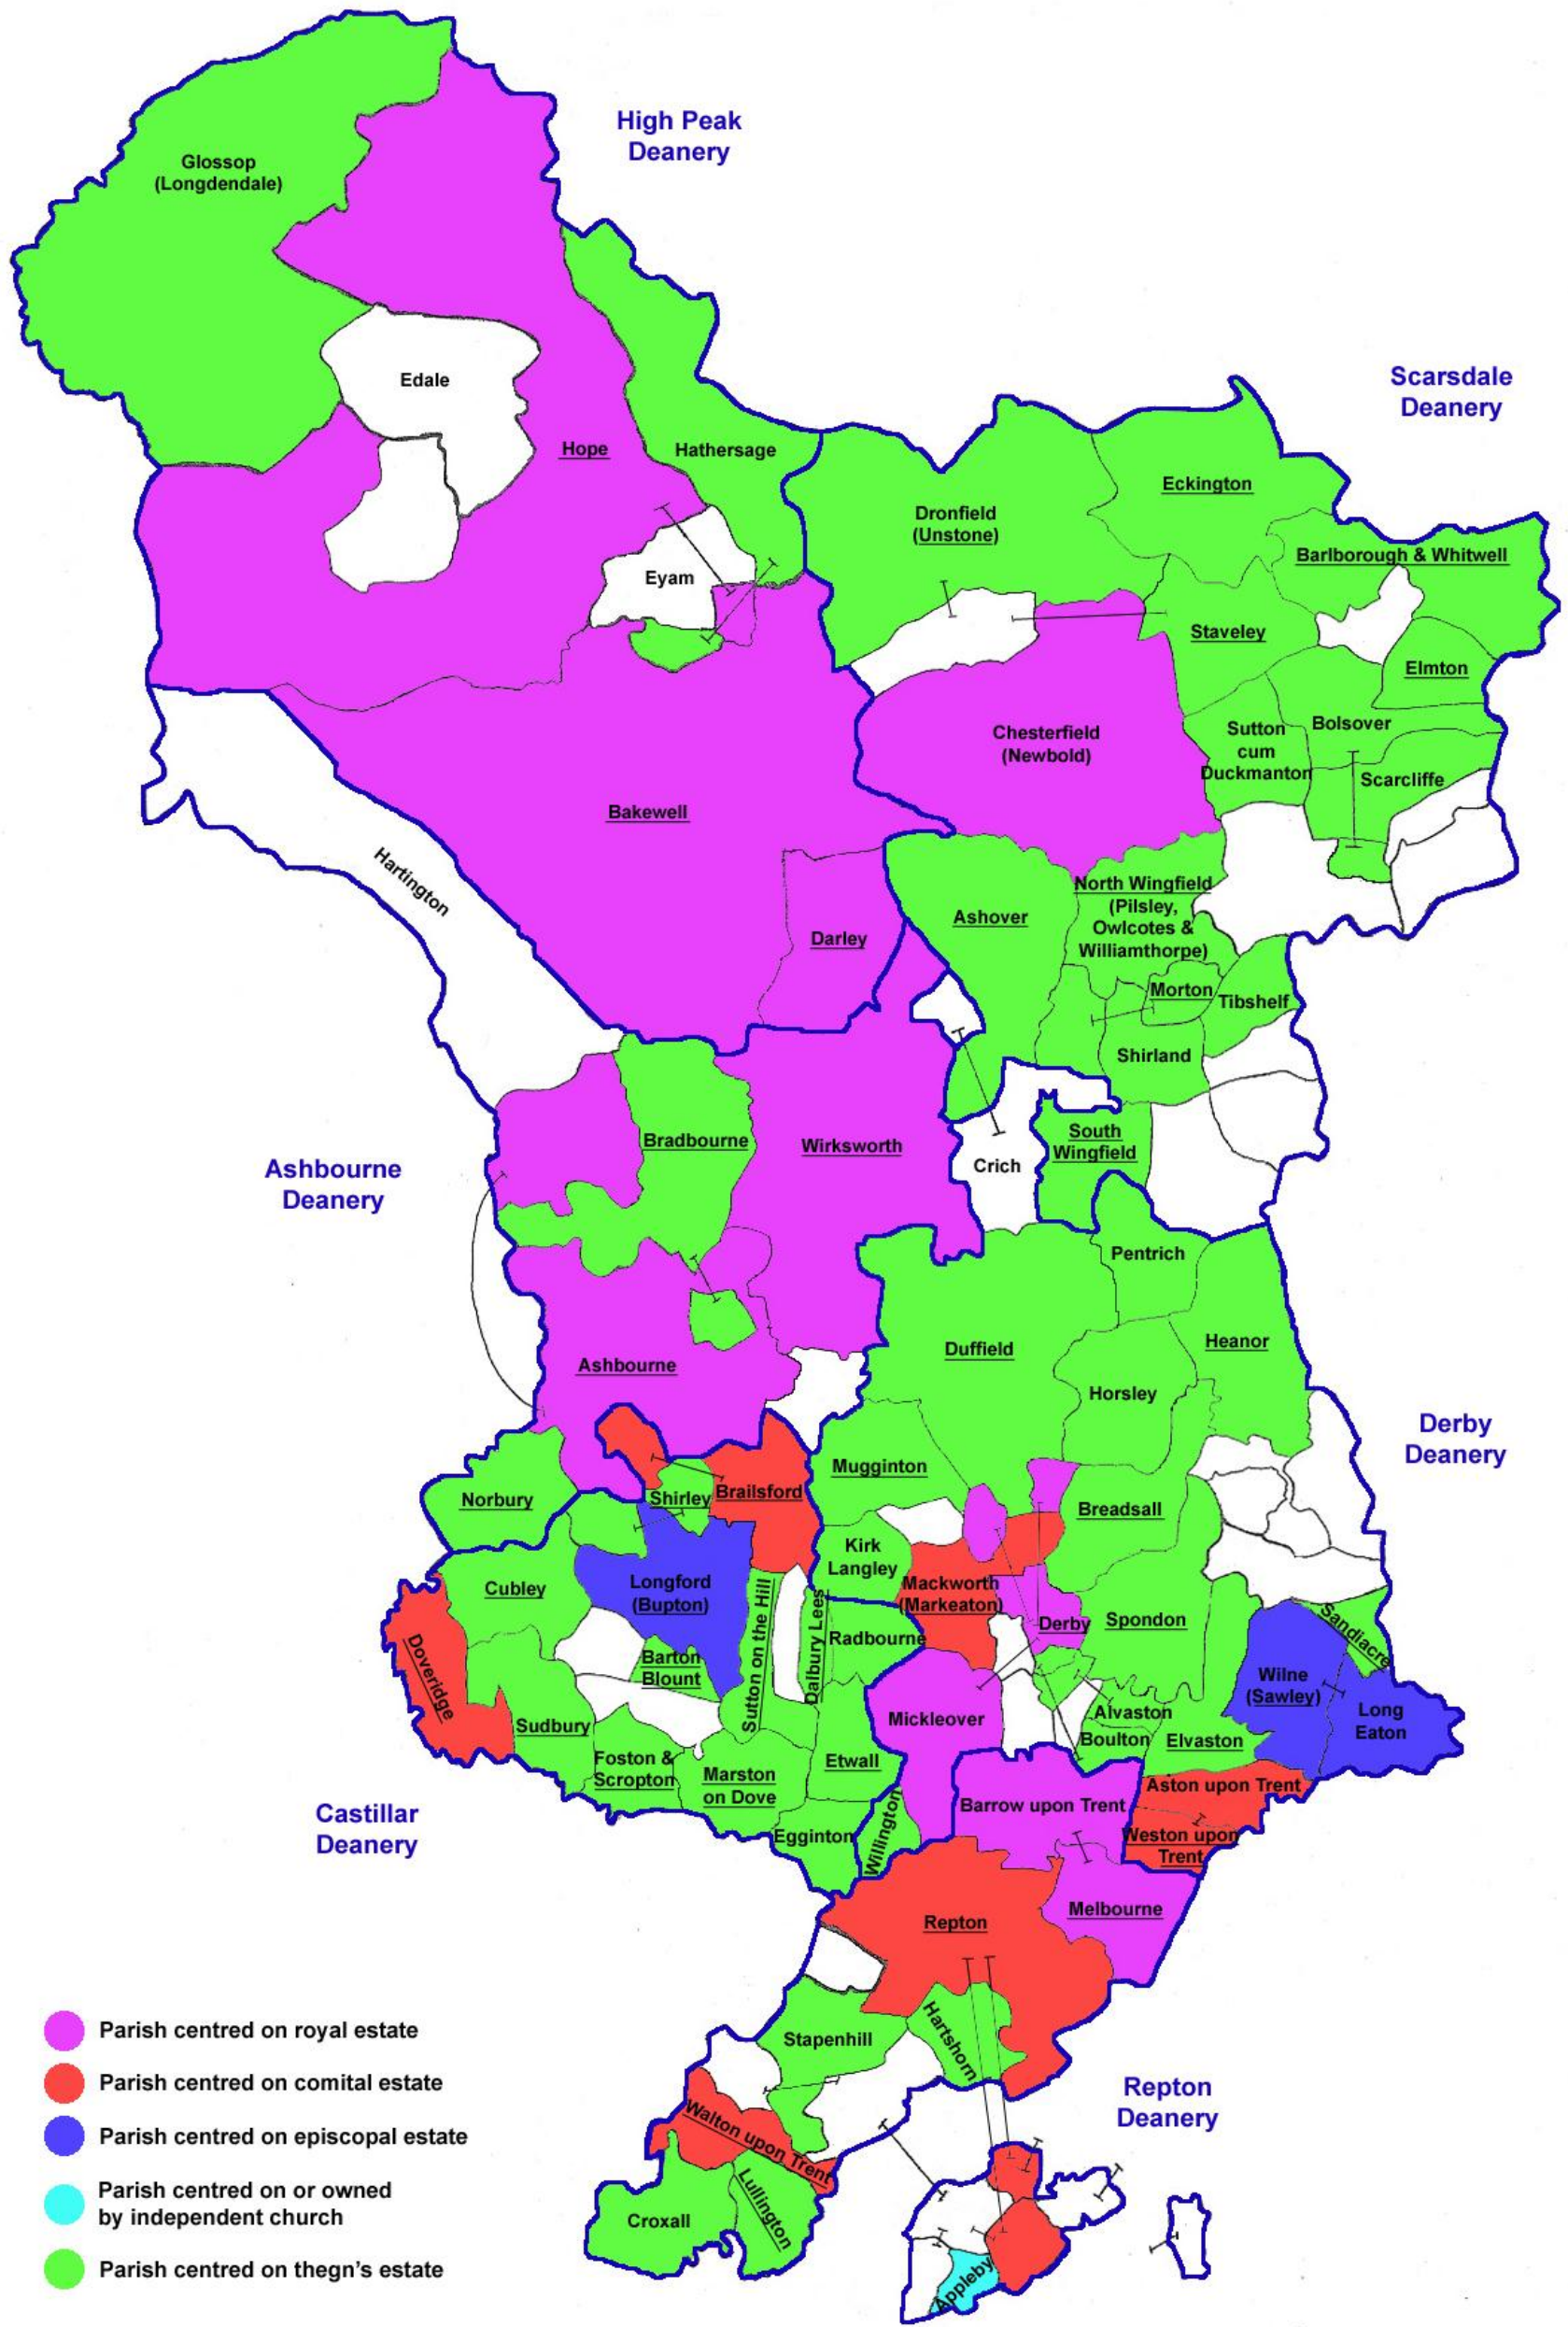 High Peak
Deanery
Glossop
(Longdendale)
Scarsdale
Deanery
Edale
Hope
Hathersage
Eckington
Dronfield
(Unstone)
Barlborough & Whitwell
Eyam
Staveley
Elmton
Bolsover
Chesterfield
(Newbold)
Sutton
cum
Duckmanton
Scarcliffe
Bakewell
Hartington
North Wingfield
(Pilsley,
Owlcotes &
Williamthorpe)
Ashover
Darley
Morton
Tibshelf
Shirland
Bradbourne
Wirksworth
South
Wingfield
Crich
Ashbourne
Deanery
Pentrich
Heanor
Duffield
Ashbourne
Horsley
Derby
Deanery
Mugginton
Norbury
Shirley
Brailsford
Breadsall
Kirk
Langley
Cubley
Longford
(Bupton)
Mackworth
(Markeaton)
Sutton on the Hill
Dalbury Lees
Radbourne
Derby
Spondon
Sandiacre
Doveridge
Barton
Blount
Wilne
(Sawley)
Long
Eaton
Mickleover
Alvaston
Boulton
Elvaston
Sudbury
Foston &
Scropton
Marston
on Dove
Etwall
Aston upon Trent
Barrow upon Trent
Castillar
Deanery
Egginton
Willington
Weston upon
Trent
Repton
Melbourne
Stapenhill
Hartshorn
Repton
Deanery
Walton upon Trent
Croxall
Lullington
Appleby
Parish centred on royal estate
Parish centred on comital estate
Parish centred on episcopal estate
Parish centred on or owned
by independent church
Parish centred on thegn's estate